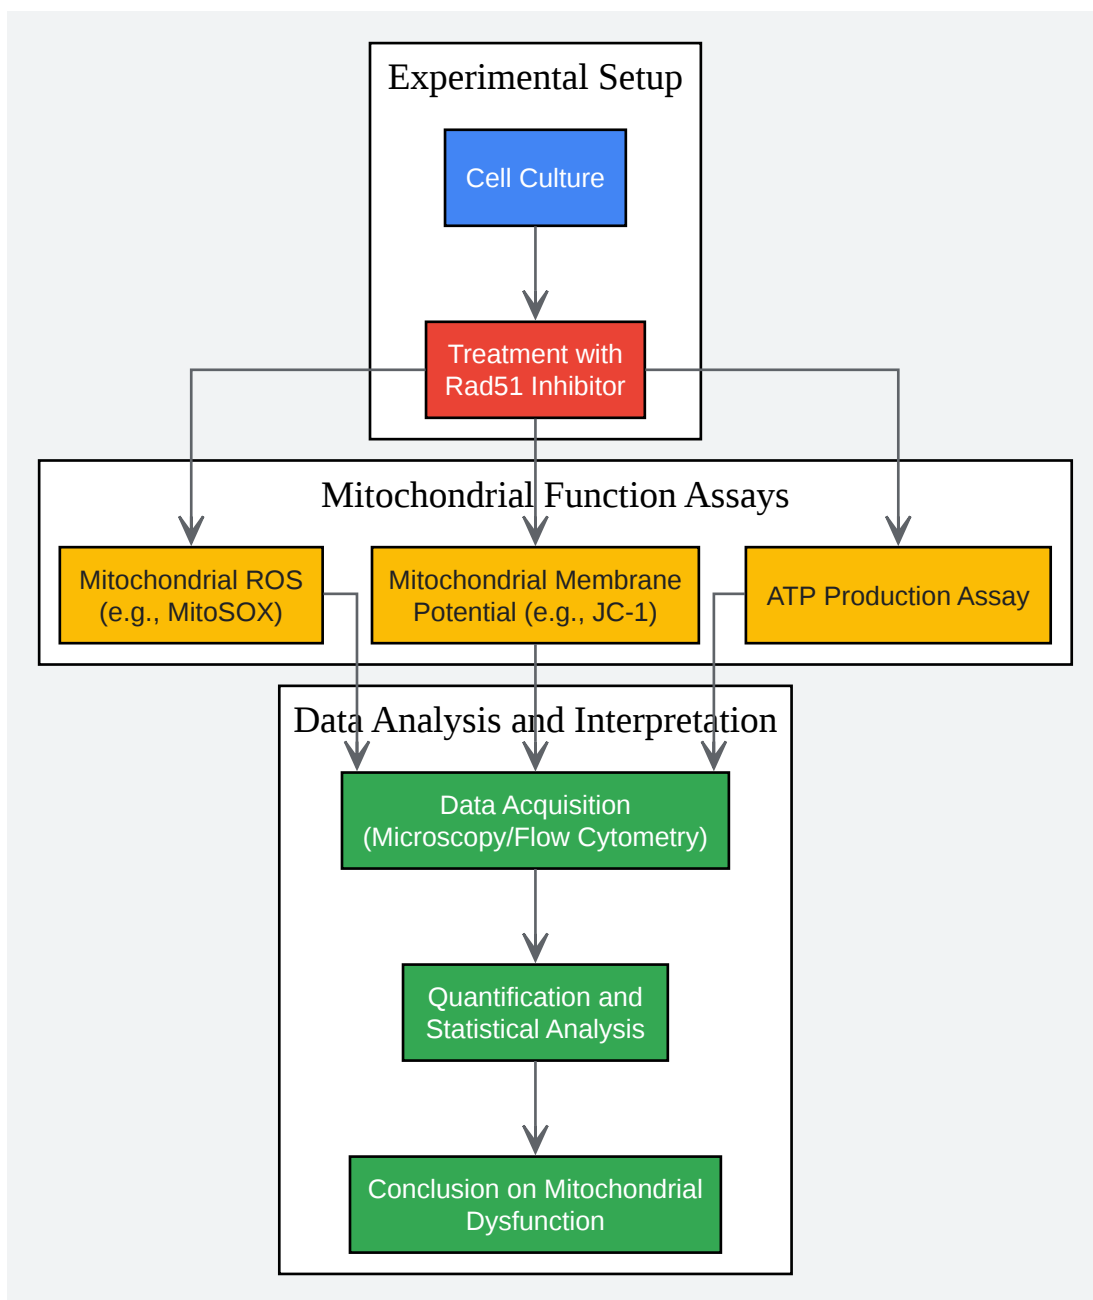 Experimental Setup
Cell Culture
Treatment with
Rad51 Inhibitor
Mitochondrial Function Assays
Mitochondrial ROS
(e.g., MitoSOX)
Mitochondrial Membrane
Potential (e.g., JC-1)
ATP Production Assay
Data Analysis and Interpretation
Data Acquisition
(Microscopy/Flow Cytometry)
Quantification and
Statistical Analysis
Conclusion on Mitochondrial
Dysfunction